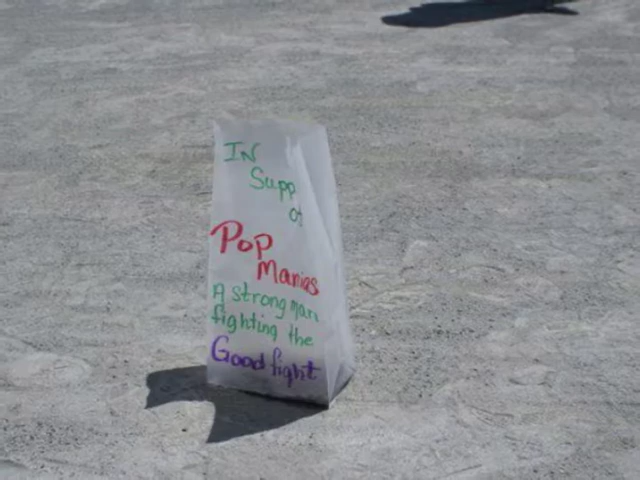 IN
Supp
of
Pop
Manias
A strong man
fighting the
Good fight